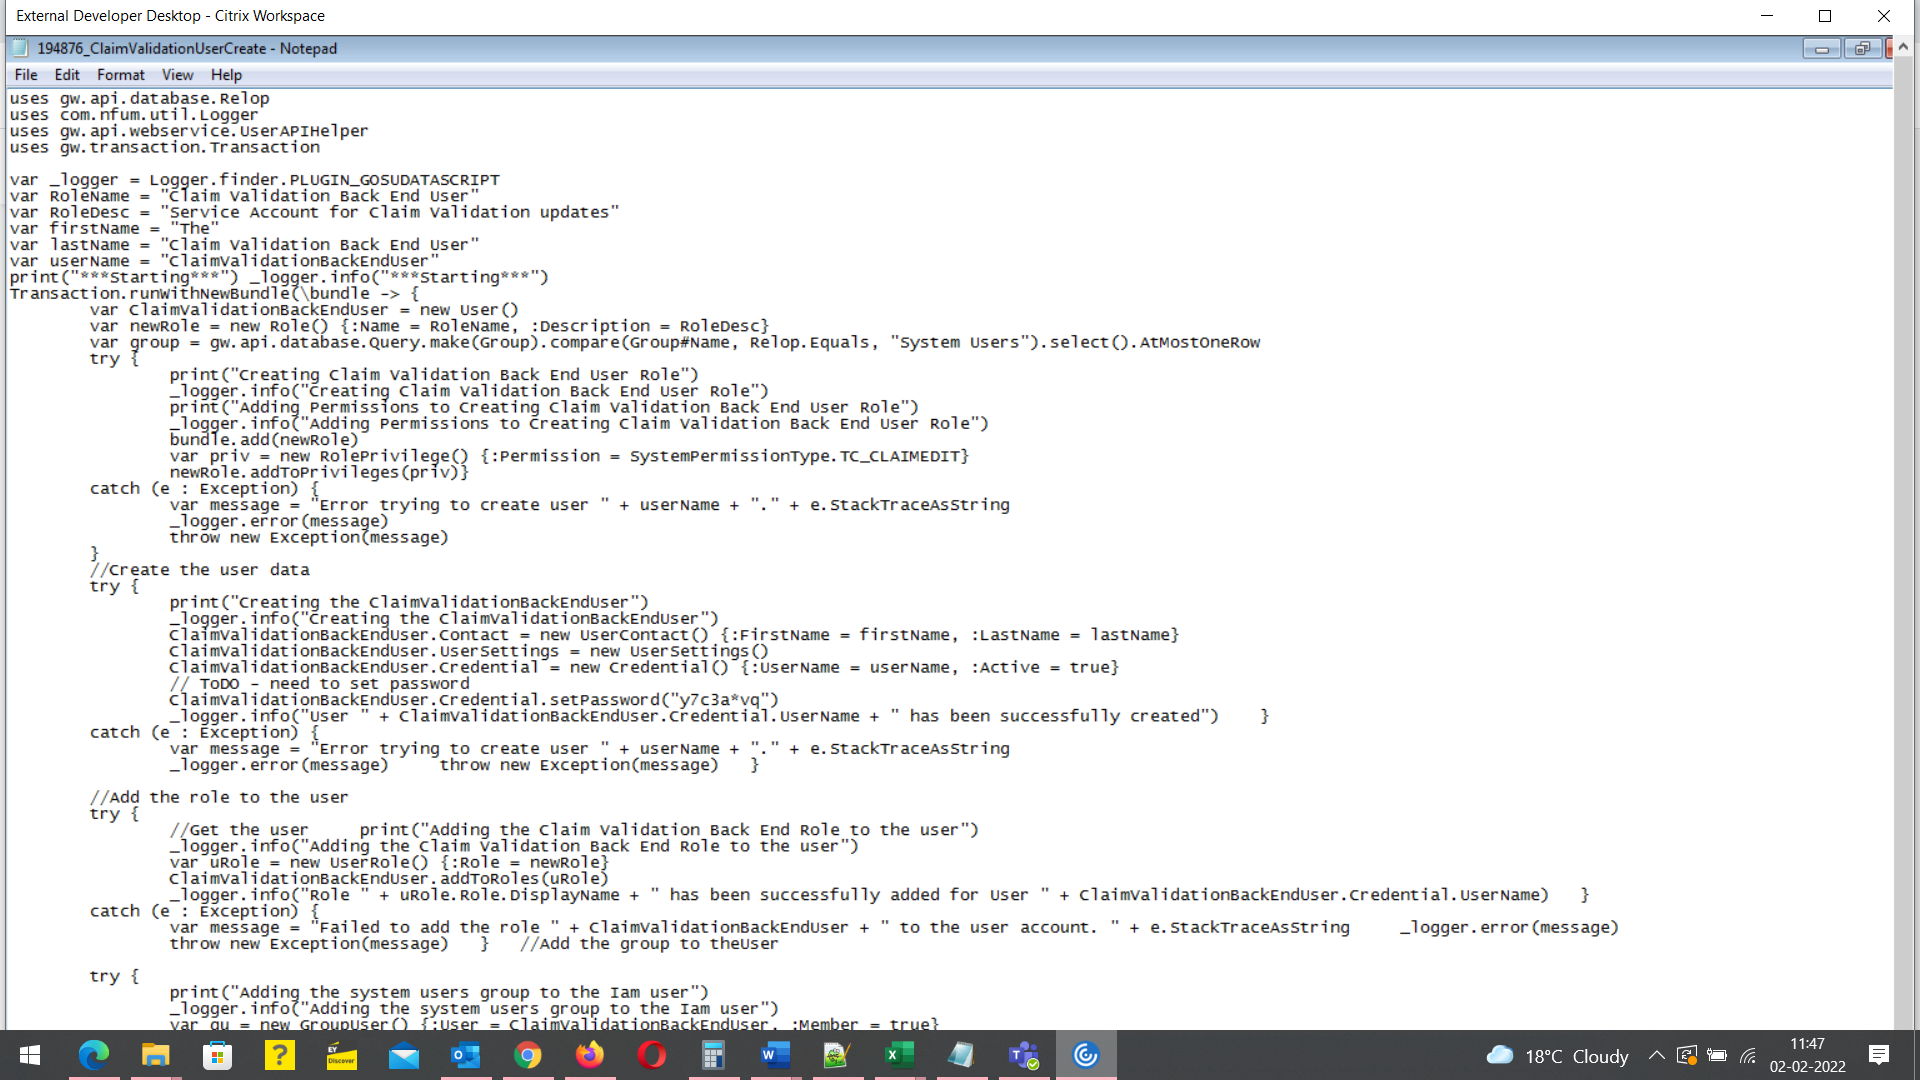 External Developer Desktop - Citrix Workspace
194876_ClaimValidationUserCreate - Notepad
File Edit Format View Help
uses gw.api.database.Relop
uses com.nfum.util.Logger
uses gw.api.webservice.UserAPIHelper
uses gw.transaction.Transaction
var _logger = Logger.finder.PLUGIN_GOSUDATASCRIPT
var RoleName = "Claim Validation Back End User"
var RoleDesc = "Service Account for Claim Validation updates"
var firstName = "The"
var lastName = "Claim Validation Back End User"
var userName = "ClaimValidationBackEndUser"
print("***Starting***") _logger.info("***Starting***")
Transaction.runWithNewBundle(\bundle -> {
var ClaimValidationBackEndUser = new User()
var newRole = new Role() {:Name = RoleName, :Description = RoleDesc}
var group = gw.api.database.Query.make(Group).compare(Group#Name, Relop.Equals, "System Users").select().AtMostOneRow
try {
print("Creating Claim Validation Back End User Role")
_logger.info("Creating Claim Validation Back End User Role")
print("Adding Permissions to Creating Claim Validation Back End User Role")
_logger.info("Adding Permissions to Creating Claim Validation Back End User Role")
bundle.add(newRole)
var priv = new RolePrivilege() {:Permission = SystemPermissionType.TC_CLAIMEDIT}
newRole.addToPrivileges(priv)}
catch (e : Exception) {
var message = "Error trying to create user " + userName + "." + e.StackTraceAsString
_logger.error(message)
throw new Exception(message)
}
//Create the user data
try {
print("Creating the ClaimValidationBackEndUser")
_logger.info("Creating the ClaimValidationBackEndUser")
ClaimValidationBackEndUser.Contact = new UserContact() {:FirstName = firstName, :LastName = lastName}
ClaimValidationBackEndUser.UserSettings = new UserSettings()
ClaimValidationBackEndUser.Credential = new Credential() {:UserName = userName, :Active = true}
// ToDO - need to set password
ClaimValidationBackEndUser.Credential.setPassword("y7c3a*vq")
_logger.info("User " + ClaimValidationBackEndUser.Credential.UserName + " has been successfully created") }
catch (e : Exception) {
var message = "Error trying to create user " + userName + "." + e.StackTraceAsString
_logger.error(message) throw new Exception(message) }
//Add the role to the user
try {
//Get the user print("Adding the Claim Validation Back End Role to the user")
_logger.info("Adding the Claim Validation Back End Role to the user")
var uRole = new UserRole() {:Role = newRole}
ClaimValidationBackEndUser.addToRoles(uRole)
_logger.info("Role " + uRole.Role.DisplayName + " has been successfully added for User " + ClaimValidationBackEndUser.Credential.UserName) }
catch (e : Exception) {
var message = "Failed to add the role " + ClaimValidationBackEndUser + " to the user account. " + e.StackTraceAsString _logger.error(message)
throw new Exception(message) } //Add the group to theUser
try {
print("Adding the system users group to the Iam user")
_logger.info("Adding the system users group to the Iam user")
var gu = new GroupUser() {:User = ClaimValidationBackEndUser, :Member = true}
EY
Discover
18°C Cloudy
11:47
02-02-2022